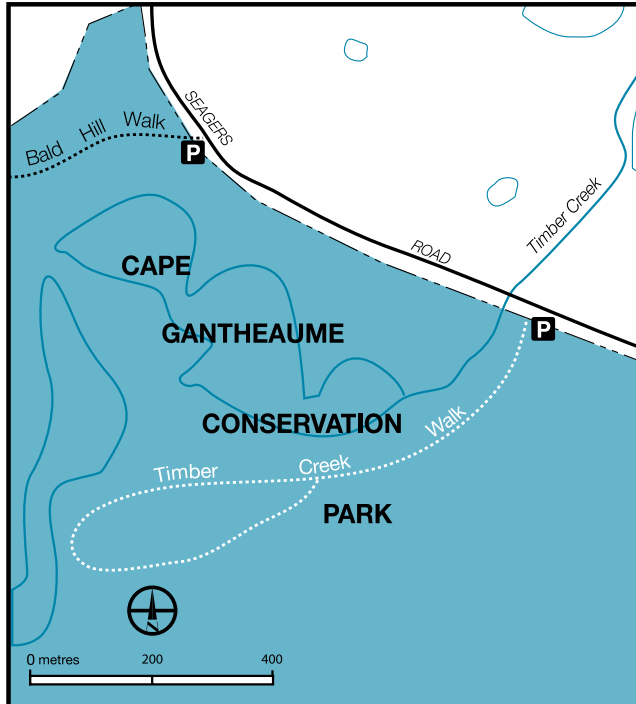 SEAGERS
Bald Hill Walk
P
Timber Creek
ROAD
CAPE
P
GANTHEAUME
CONSERVATION
Timber Creek Walk
PARK
N
0 metres 200 400